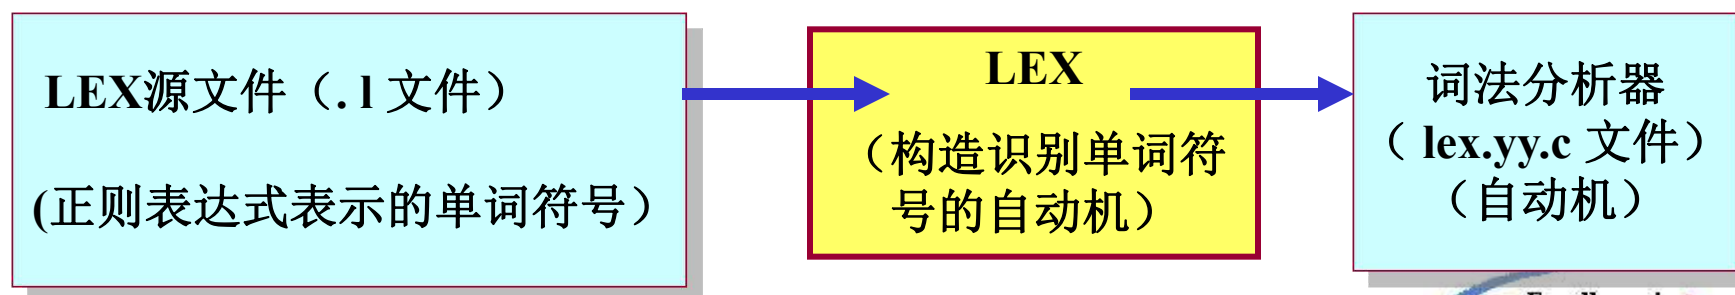 LEX源文件（. l 文件）
(正则表达式表示的单词符号）
LEX
（构造识别单词符
号的自动机）
词法分析器
（ lex.yy.c 文件）
（自动机）